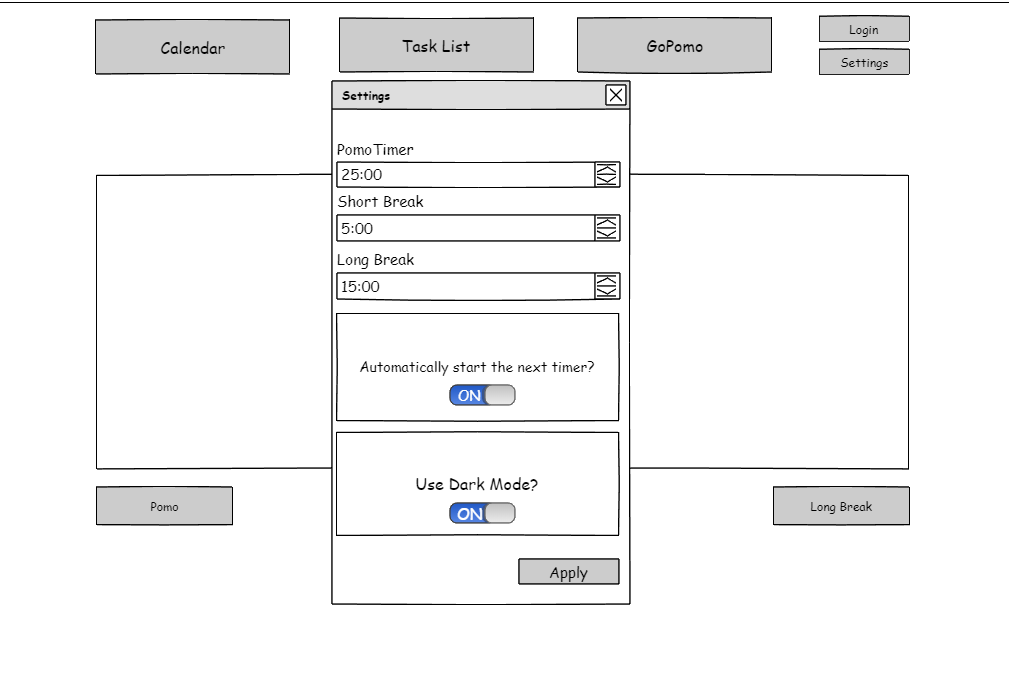 Calendar
Task List
GoPomo
Login
Settings
Settings
PomoTimer
25:00
Short Break
5:00
Long Break
15:00
Automatically start the next timer?
ON
Use Dark Mode?
ON
Pomo
Long Break
Apply